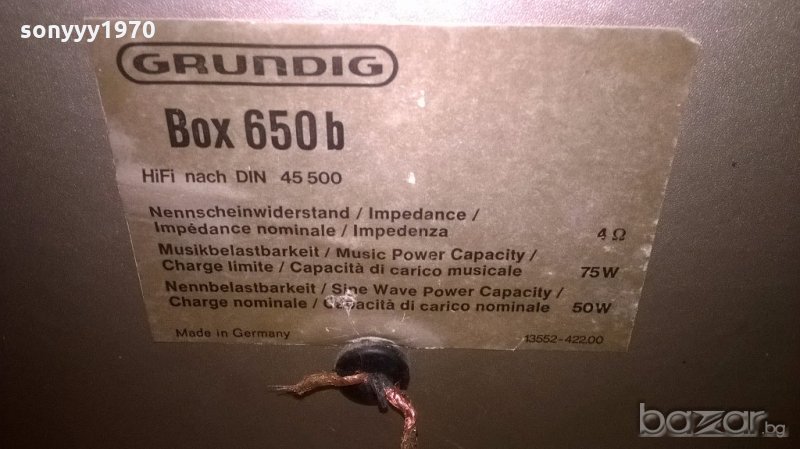 sonyyy1970
GRUNDIG
Box 650 b
HiFi nach DIN 45 500
Nennscheinwiderstand / Impedance /
Impédance nominale / Impedenza 4 Ω
Musikbelastbarkeit / Music Power Capacity /
Charge limite / Capacità di carico musicale 75 W
Nennbelastbarkeit / Sine Wave Power Capacity /
Charge nominale / Capacità di carico nominale 50 W
Made in Germany 13552-422.00
bazar.bg